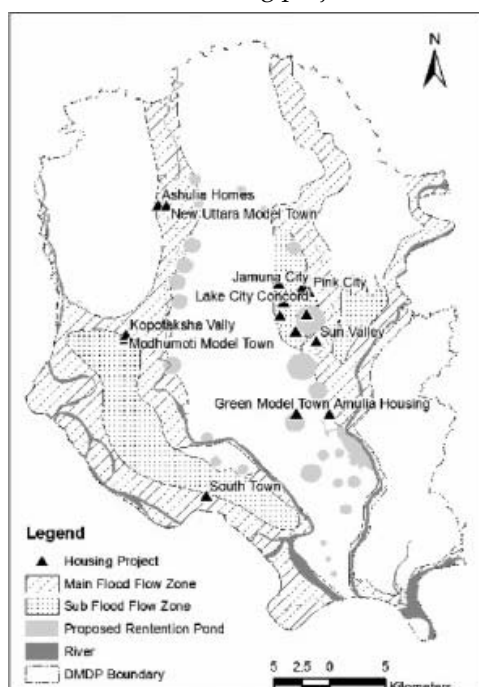 N
Ashulia Homes
New Uttara Model Town
Jamuna City
Pink City
Lake City Concord
Kopotaksha Vally
Sun Valley
Modhumoti Model Town
Green Model Town Amulia Housing
South Town
Legend
Housing Project
Main Flood Flow Zone
Sub Flood Flow Zone
Proposed Rentention Pond
River
DMDP Boundary
5 2.5 0 5
Kilometers